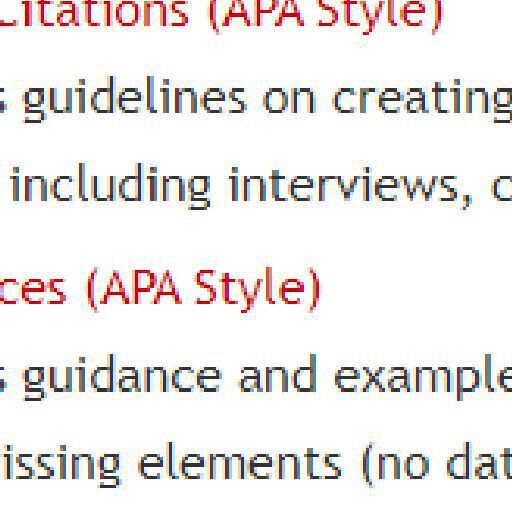 Citations (APA Style)
s guidelines on creating
including interviews, c
ces (APA Style)
s guidance and example
issing elements (no dat